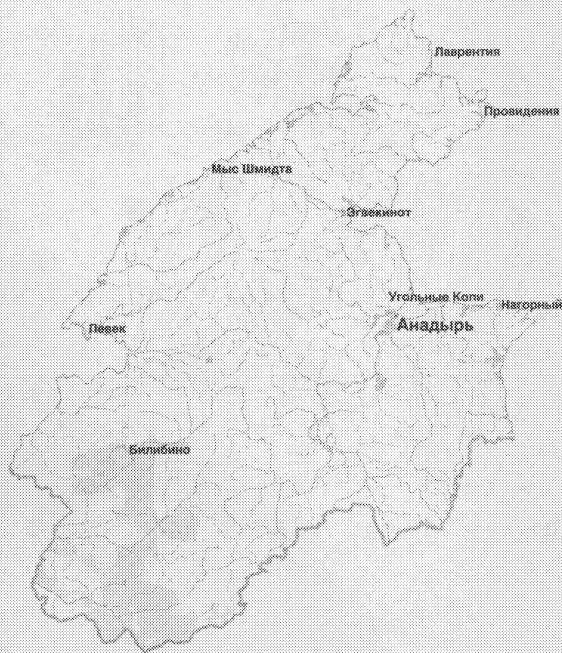 Лаврентия
Провидения
Мыс Шмидта
Эгвекинот
Угольные Копи
Нагорный
Анадырь
Певек
Билибино